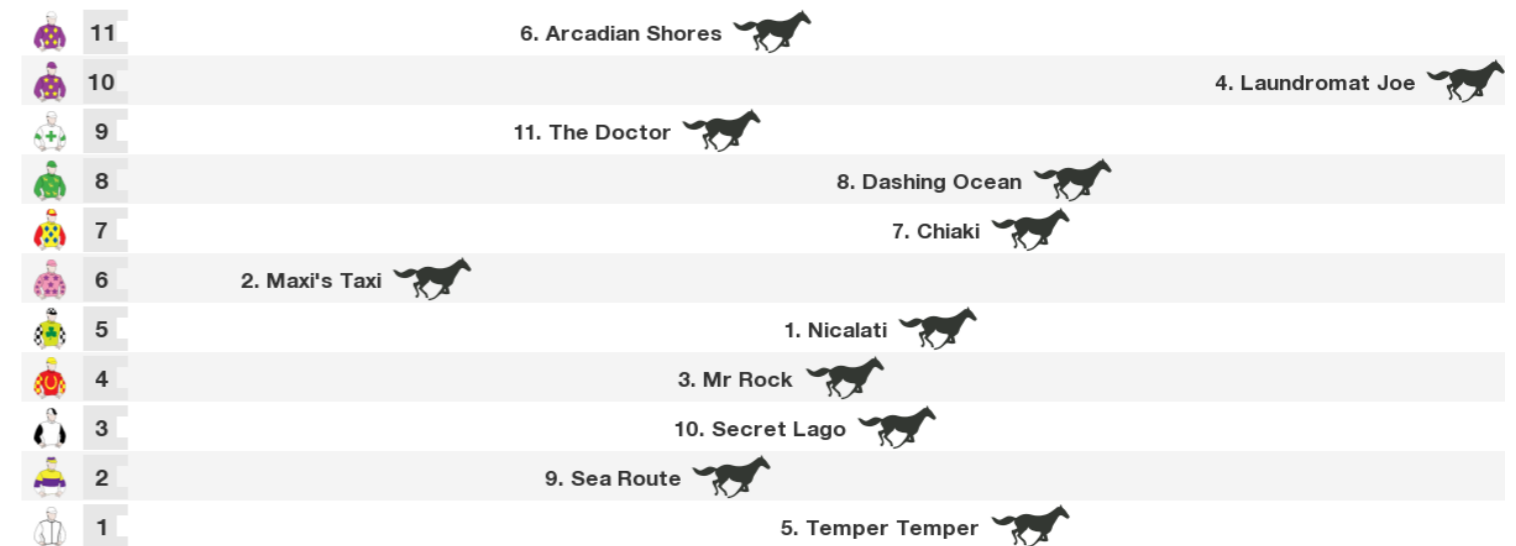 11 6. Arcadian Shores
10 4. Laundromat Joe
9 11. The Doctor
8 8. Dashing Ocean
7 7. Chiaki
6 2. Maxi's Taxi
5 1. Nicalati
4 3. Mr Rock
3 10. Secret Lago
2 9. Sea Route
1 5. Temper Temper